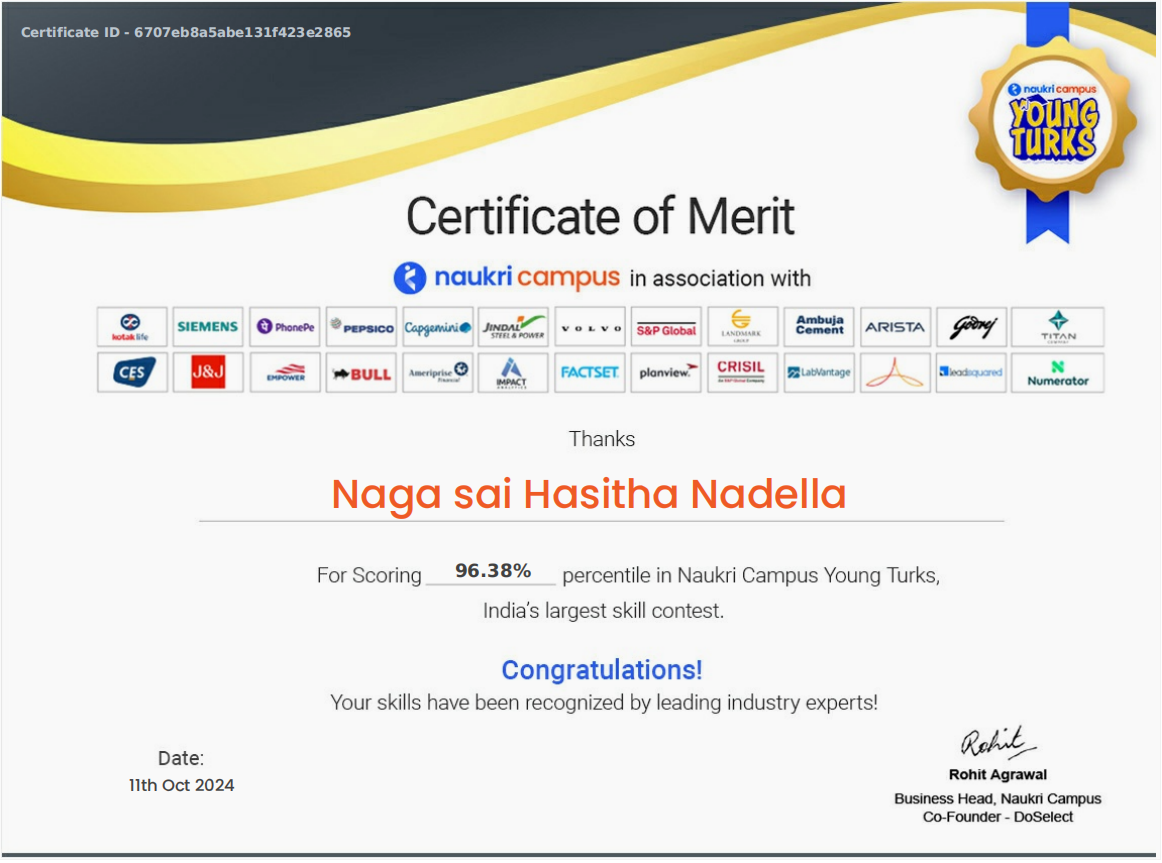 Certificate ID - 6707eb8a5abe131f423e2865
naukri campus
YOUNG
TURKS
Certificate of Merit
naukri campus in association with
kotak life SIEMENS PhonePe PEPSICO Capgemini JINDAL STEEL & POWER VOLVO S&P Global LANDMARK GROUP Ambuja Cement ARISTA Godrej TITAN COMPANY
CES J&J EMPOWER BULL Ameriprise Financial IMPACT ANALYTICS FACTSET planview. CRISIL An S&P Global Company LabVantage leadsquared Numerator
Thanks
Naga sai Hasitha Nadella
For Scoring 96.38% percentile in Naukri Campus Young Turks,
India's largest skill contest.
Congratulations!
Your skills have been recognized by leading industry experts!
Date:
11th Oct 2024
Rohit
Rohit Agrawal
Business Head, Naukri Campus
Co-Founder - DoSelect